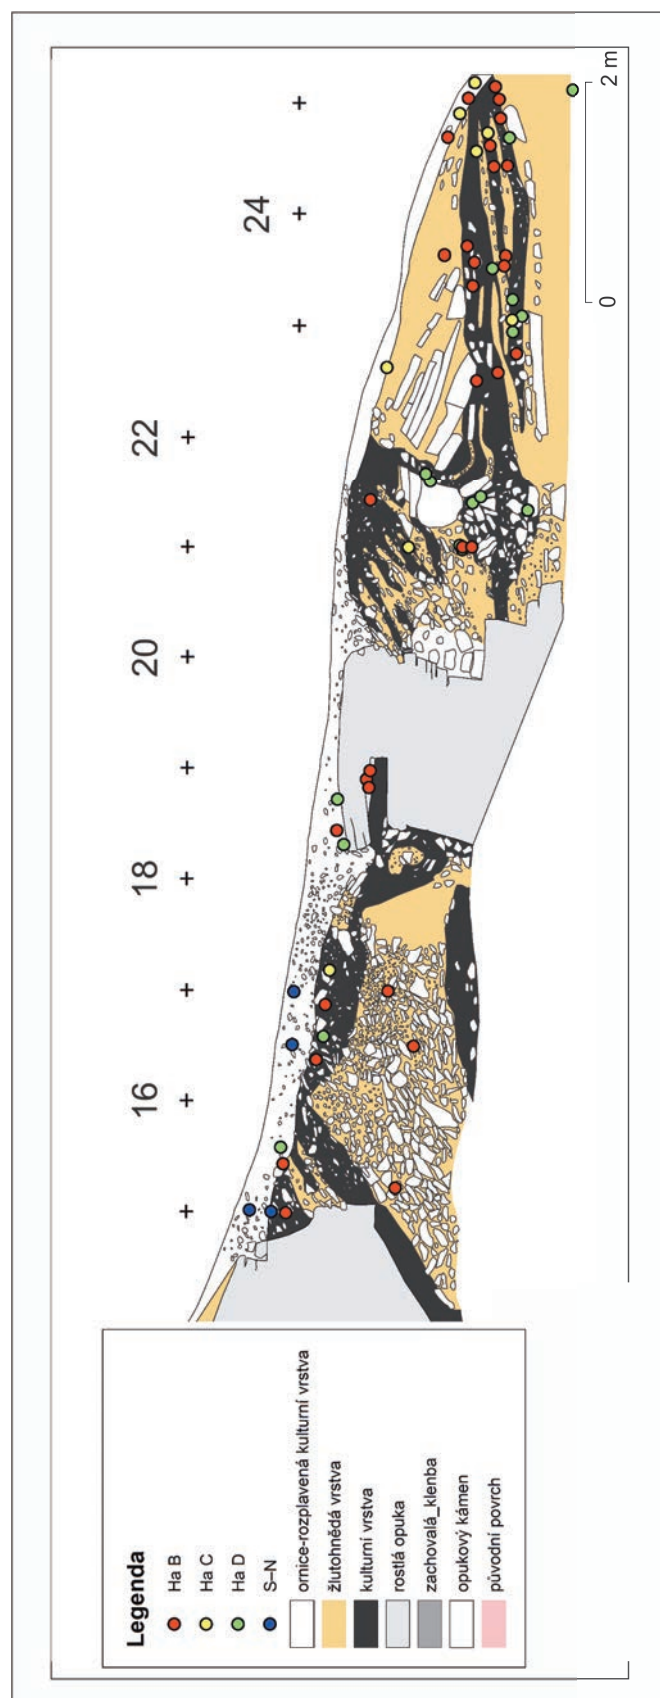 24
22
20
18
16
2 m
0
Legenda
Ha B
Ha C
Ha D
S–N
ornice-rozplavená kulturní vrstva
žlutohnědá vrstva
kulturní vrstva
rostlá opuka
zachovalá_klenba
opukový kámen
původní povrch